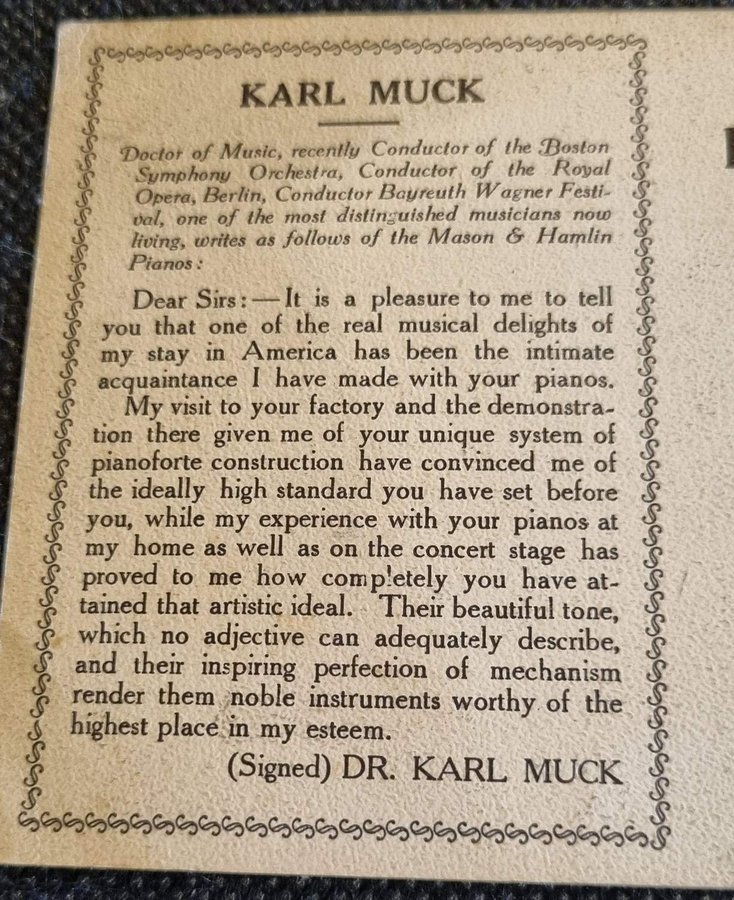 KARL MUCK
Doctor of Music, recently Conductor of the Boston
Symphony Orchestra, Conductor of the Royal
Opera, Berlin, Conductor Bayreuth Wagner Festi-
val, one of the most distinguished musicians now
living, writes as follows of the Mason & Hamlin
Pianos:
Dear Sirs:—It is a pleasure to me to tell
you that one of the real musical delights of
my stay in America has been the intimate
acquaintance I have made with your pianos.
My visit to your factory and the demonstra-
tion there given me of your unique system of
pianoforte construction have convinced me of
the ideally high standard you have set before
you, while my experience with your pianos at
my home as well as on the concert stage has
proved to me how completely you have at-
tained that artistic ideal. Their beautiful tone,
which no adjective can adequately describe,
and their inspiring perfection of mechanism
render them noble instruments worthy of the
highest place in my esteem.
(Signed) DR. KARL MUCK